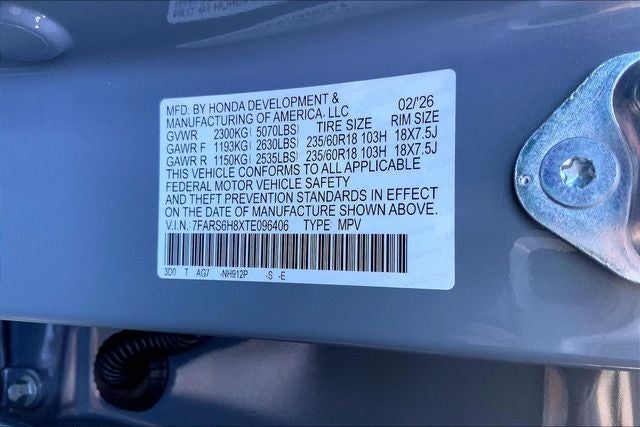 MFD. BY HONDA DEVELOPMENT &
MANUFACTURING OF AMERICA, LLC 02/'26
GVWR 2300KG( 5070LBS) TIRE SIZE RIM SIZE
GAWR F 1193KG( 2630LBS) 235/60R18 103H 18X7.5J
GAWR R 1150KG( 2535LBS) 235/60R18 103H 18X7.5J
THIS VEHICLE CONFORMS TO ALL APPLICABLE
FEDERAL MOTOR VEHICLE SAFETY
AND THEFT PREVENTION STANDARDS IN EFFECT
ON THE DATE OF MANUFACTURE SHOWN ABOVE.
V.I.N.: 7FARS6H8XTE096406 TYPE: MPV
3D0 T AG7 -NH912P -S -E